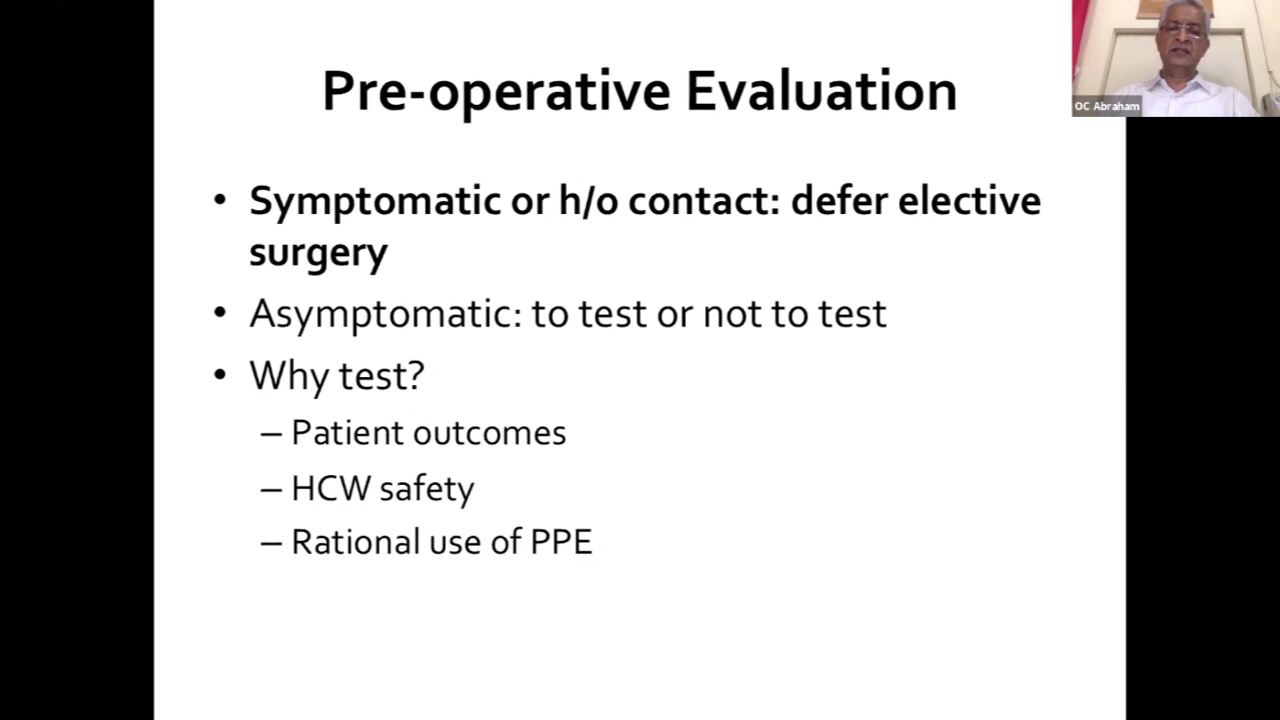 Pre-operative Evaluation
OC Abraham
• Symptomatic or h/o contact: defer elective
surgery
• Asymptomatic: to test or not to test
• Why test?
– Patient outcomes
– HCW safety
– Rational use of PPE